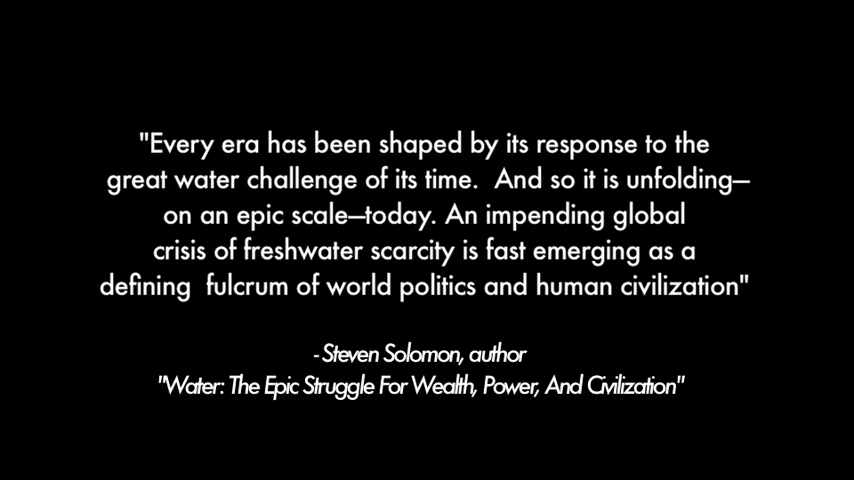 "Every era has been shaped by its response to the
great water challenge of its time.  And so it is unfolding—
on an epic scale—today. An impending global
crisis of freshwater scarcity is fast emerging as a
defining  fulcrum of world politics and human civilization"
- Steven Solomon, author
"Water: The Epic Struggle For Wealth, Power, And Civilization"